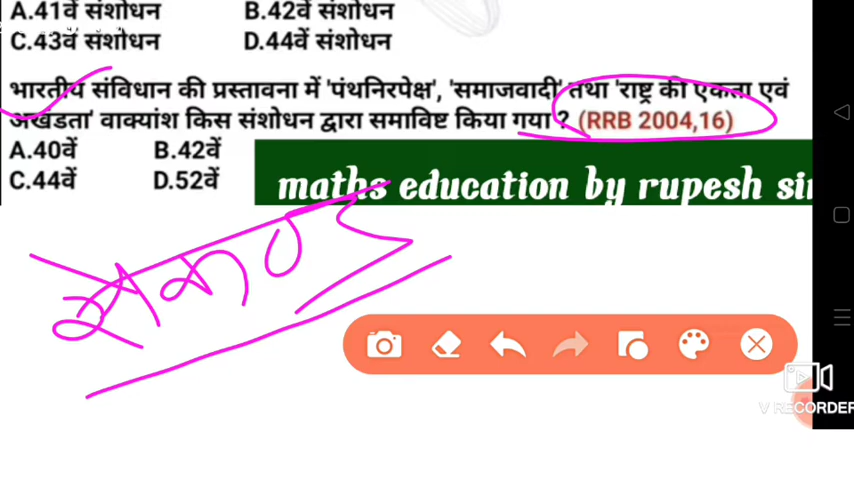 A.41वें संशोधन B.42वें संशोधन
C.43वें संशोधन D.44वें संशोधन
भारतीय संविधान की प्रस्तावना में 'पंथनिरपेक्ष', 'समाजवादी' तथा 'राष्ट्र की एकता एवं
अखंडता' वाक्यांश किस संशोधन द्वारा समाविष्ट किया गया ? (RRB 2004,16)
A.40वें B.42वें
C.44वें D.52वें
maths education by rupesh sin
V RECORDER